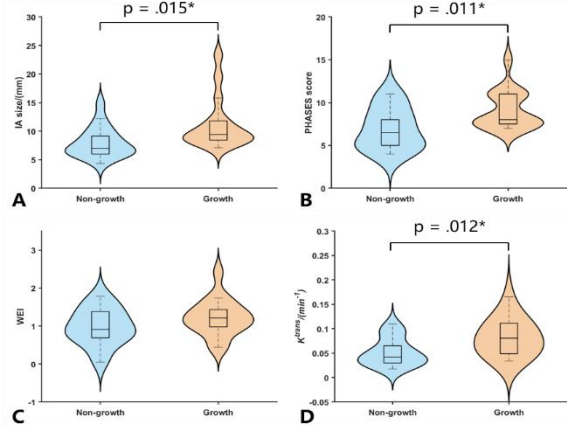 p = .015*
30
25
20
15
10
5
0
IA size/(mm)
Non-growth
Growth
A
p = .011*
20
15
10
5
0
PHASES score
Non-growth
Growth
B
3
2
1
0
-1
WEI
Non-growth
Growth
C
p = .012*
0.3
0.25
0.2
0.15
0.1
0.05
0
-0.05
K^trans/(min^-1)
Non-growth
Growth
D